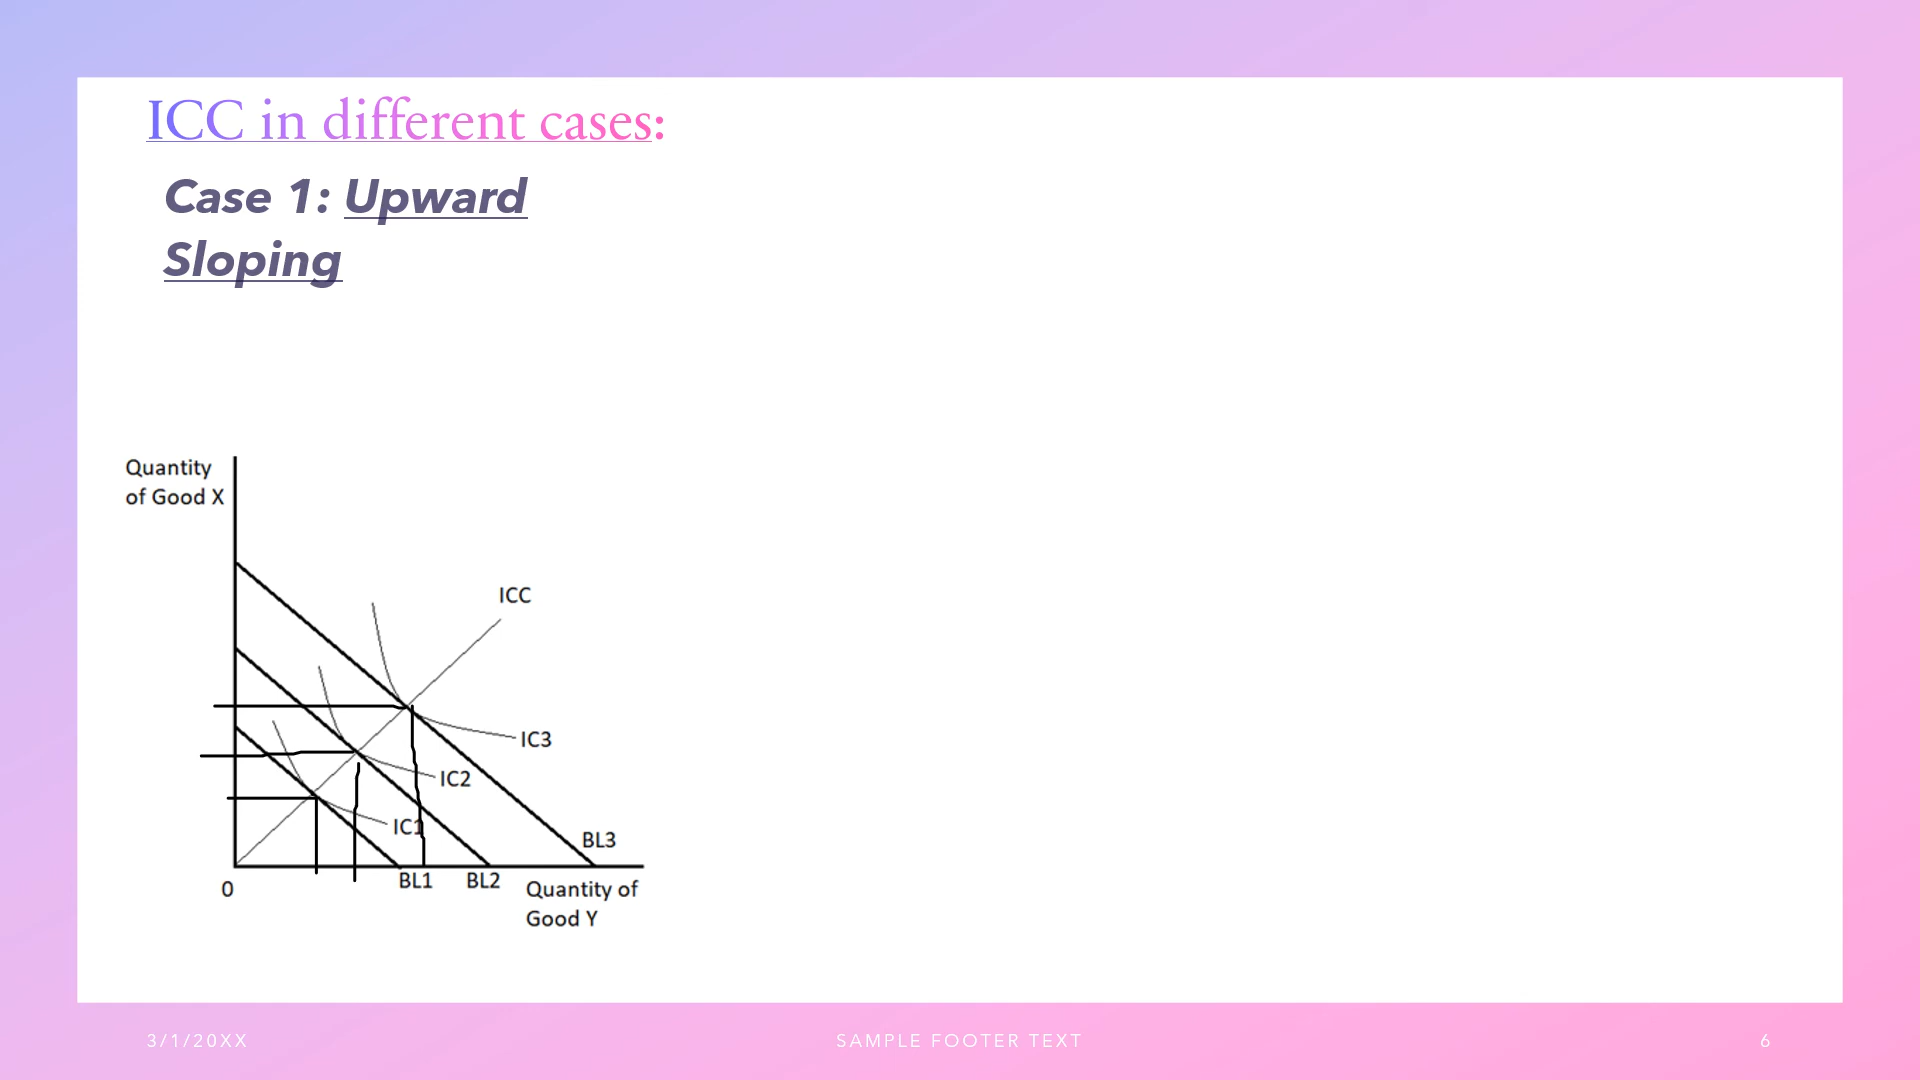 ICC in different cases:
Case 1: Upward
Sloping
Quantity
of Good X
ICC
IC3
IC2
IC1
BL3
0
BL1
BL2
Quantity of
Good Y
3/1/20XX
SAMPLE FOOTER TEXT
6